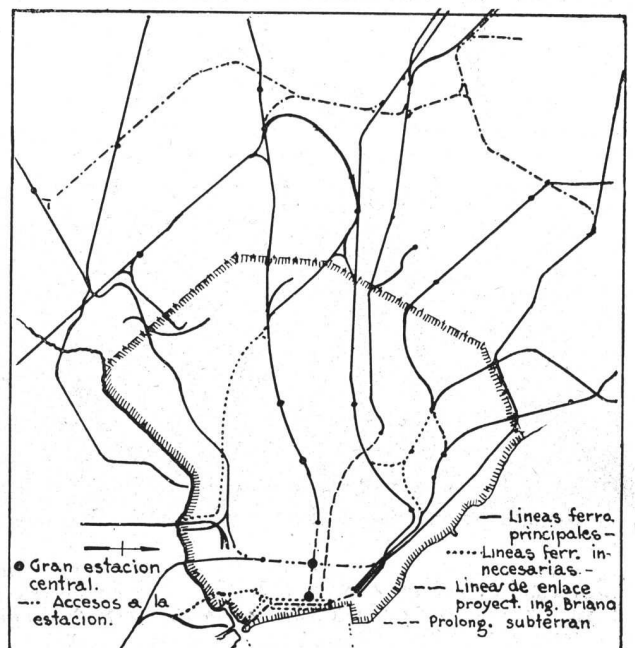 Gran estacion
central.
Accesos a la
estacion.
Lineas ferra.
principales-
Lineas ferr. in-
necesarias.-
Lineas de enlace
proyect. ing. Briano
Prolong. subterran